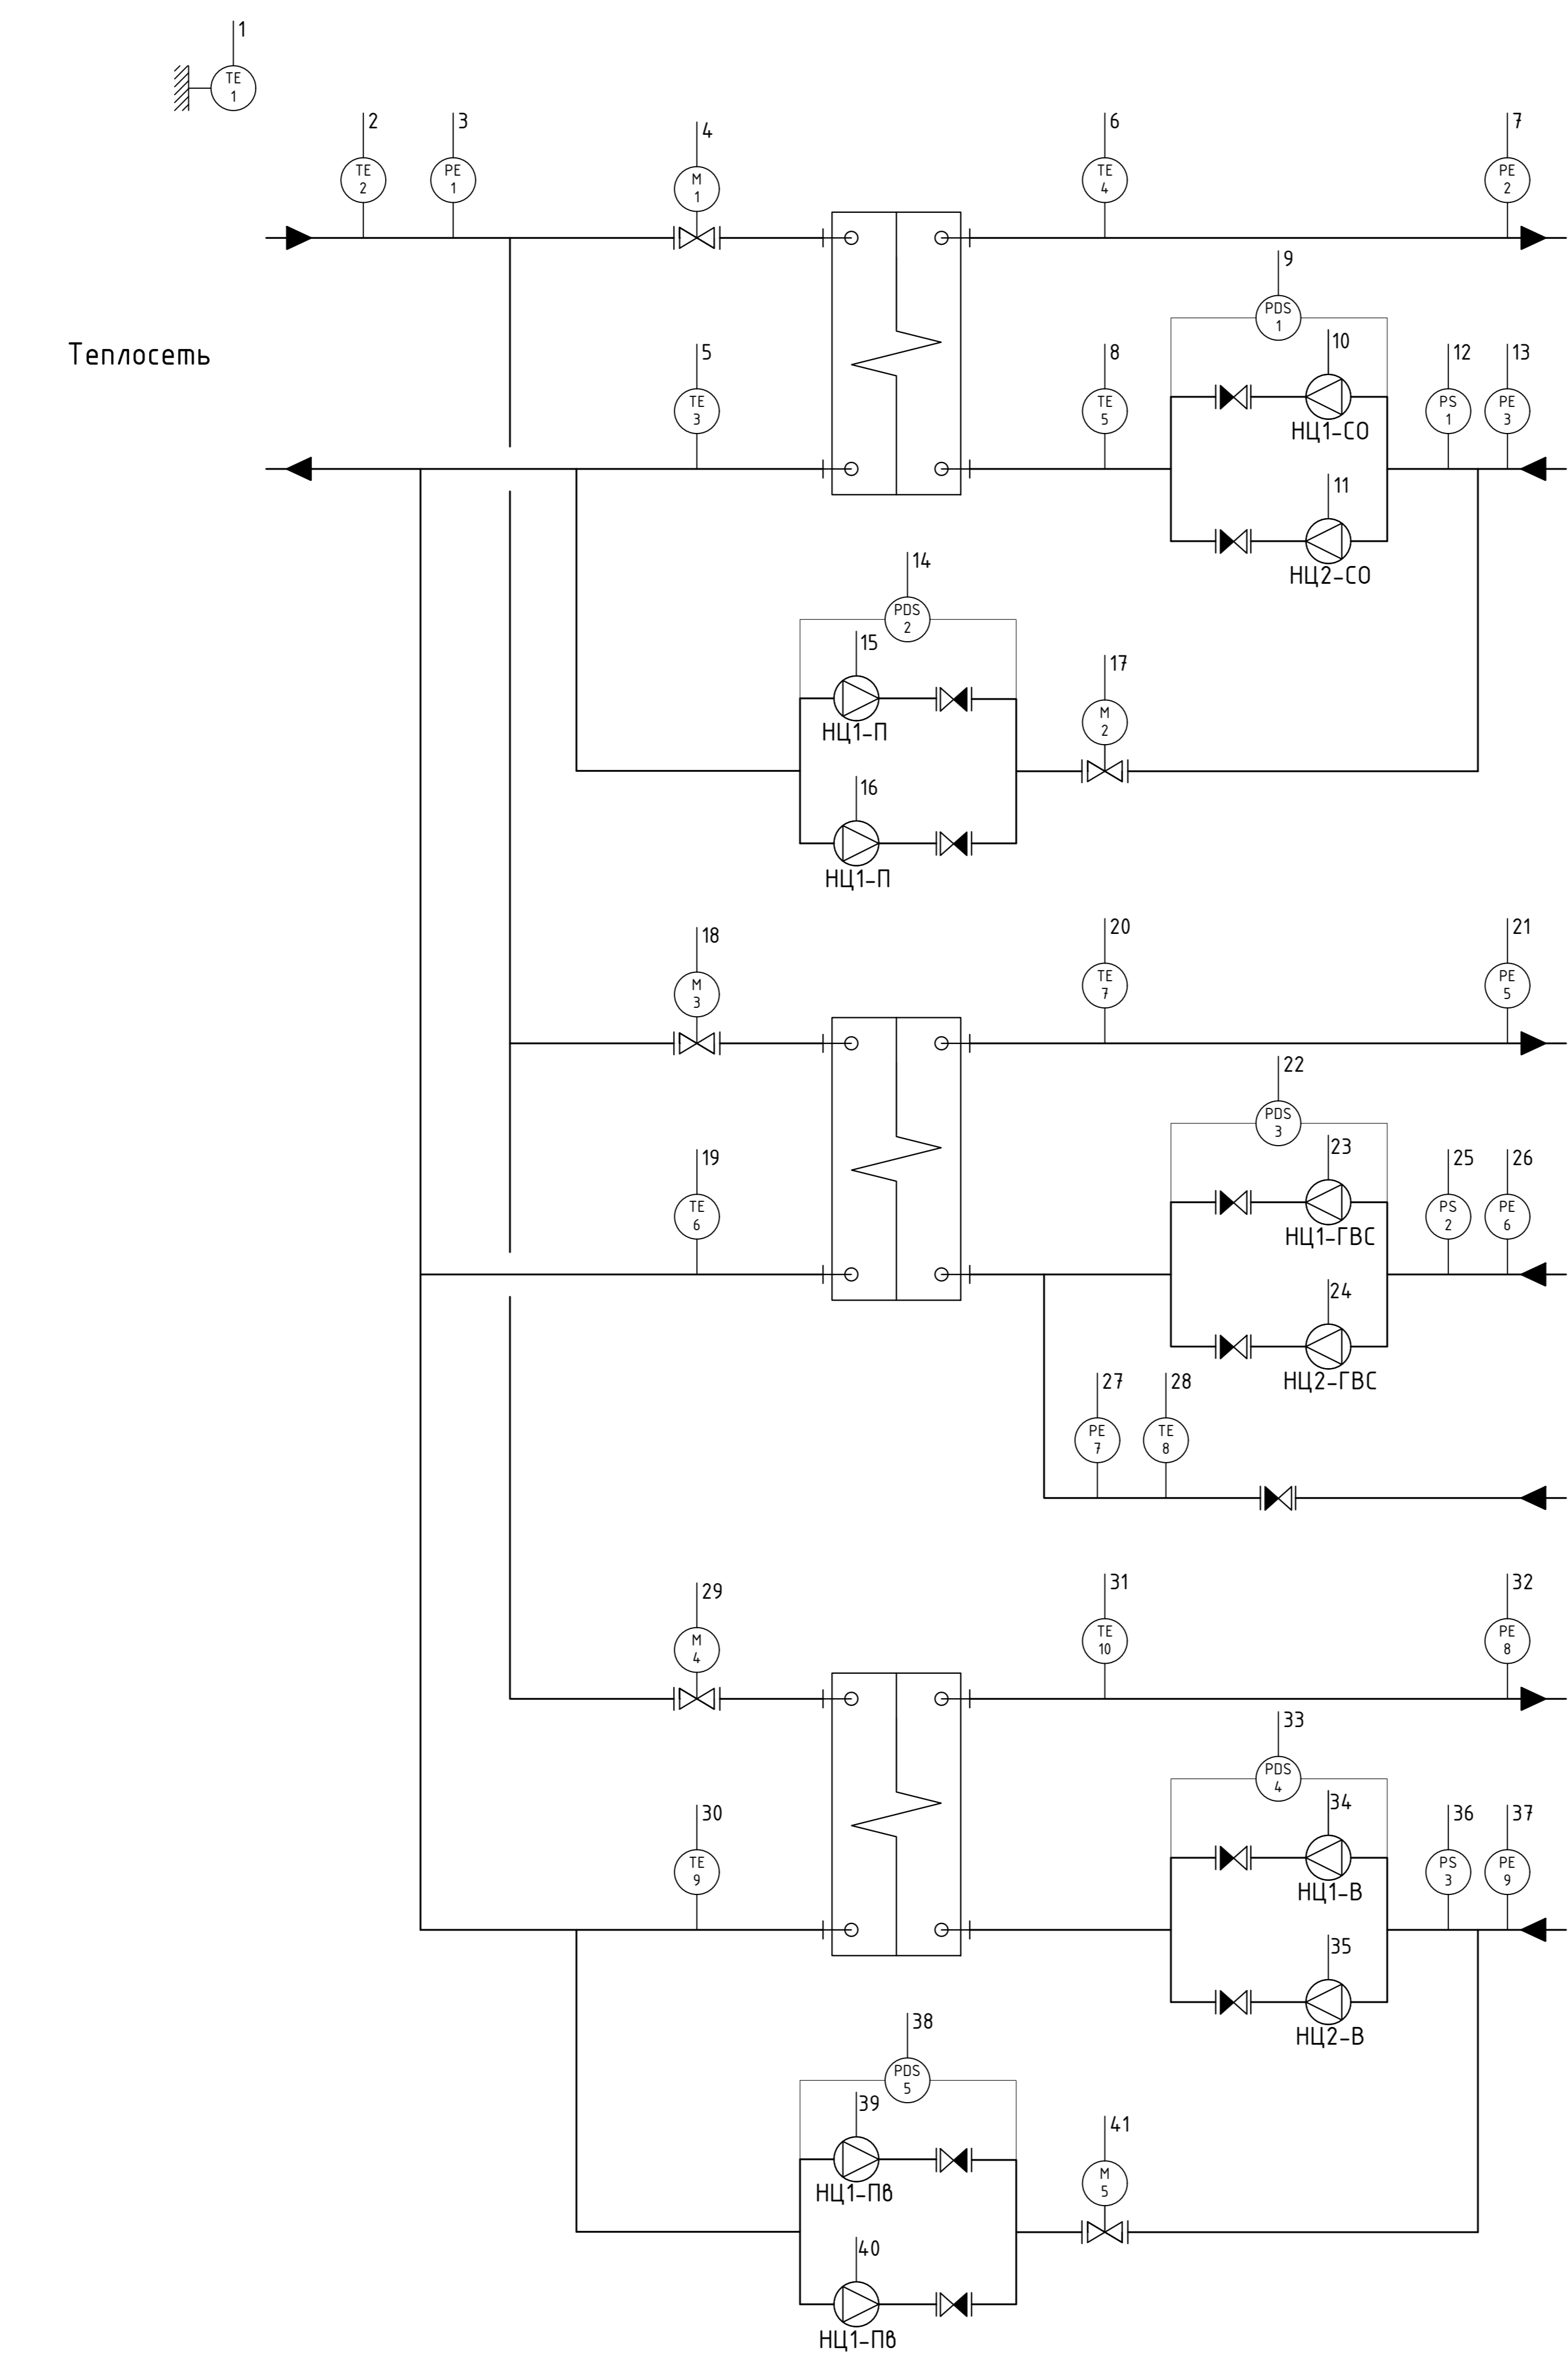 1
TE
1
2
3
4
6
7
TE
2
PE
1
M
1
TE
4
PE
2
9
PDS
1
Теплосеть
5
8
10
12
13
TE
3
TE
5
PS
1
PE
3
НЦ1-СО
11
НЦ2-СО
14
PDS
2
15
17
НЦ1-П
M
2
16
НЦ1-П
18
20
21
M
3
TE
7
PE
5
22
PDS
3
19
23
25
26
TE
6
PS
2
PE
6
НЦ1-ГВС
24
НЦ2-ГВС
27
28
PE
7
TE
8
29
31
32
M
4
TE
10
PE
8
33
PDS
4
30
34
36
37
TE
9
PS
3
PE
9
НЦ1-В
35
НЦ2-В
38
PDS
5
39
41
НЦ1-Пв
M
5
40
НЦ1-Пв